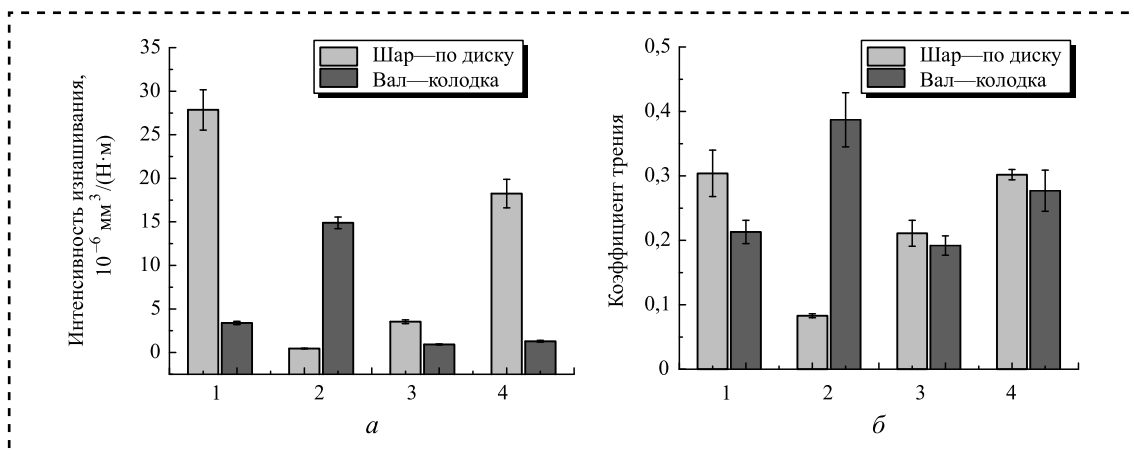 Интенсивность изнашивания,
10⁻⁶ мм³/(Н·м)
35
30
25
20
15
10
5
0
Шар—по диску
Вал—колодка
1 2 3 4
а
Коэффициент трения
0,5
0,4
0,3
0,2
0,1
0
Шар—по диску
Вал—колодка
1 2 3 4
б